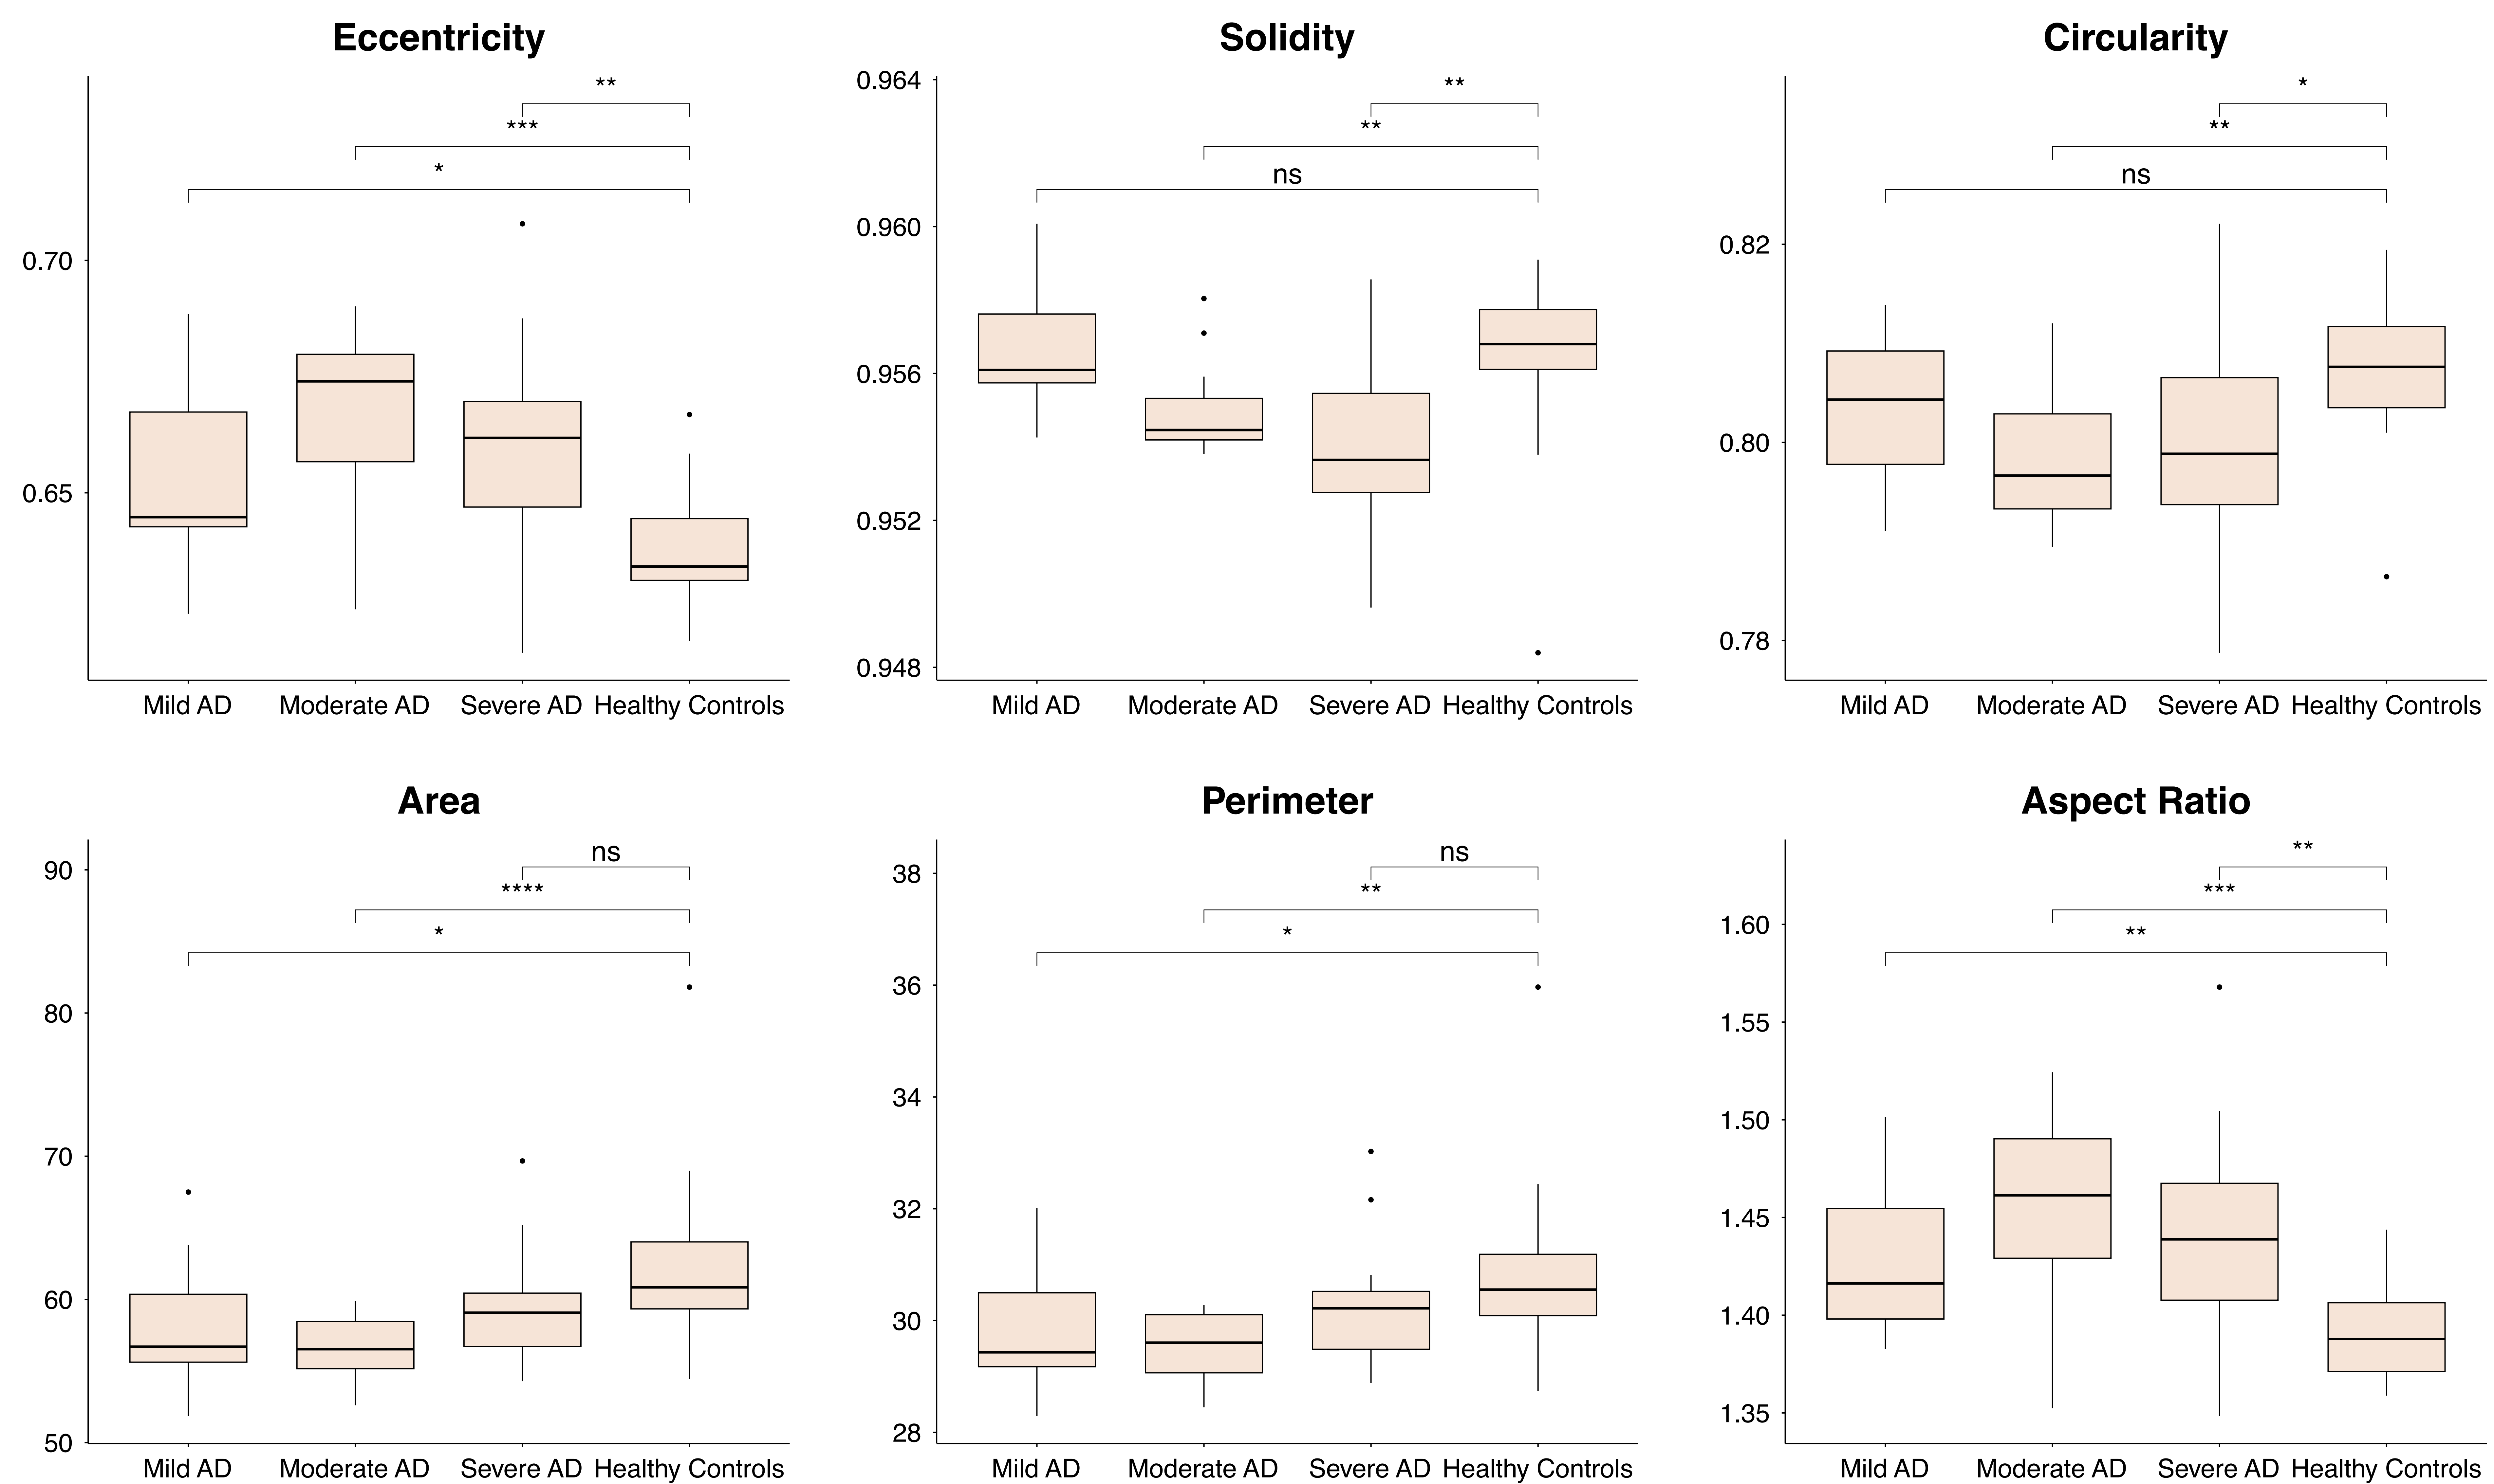 Eccentricity
**
***
*
0.70
0.65
Mild AD Moderate AD Severe AD Healthy Controls
Solidity
0.964
**
**
ns
0.960
0.956
0.952
0.948
Mild AD Moderate AD Severe AD Healthy Controls
Circularity
*
**
ns
0.82
0.80
0.78
Mild AD Moderate AD Severe AD Healthy Controls
Area
ns
90
****
*
80
70
60
50
Mild AD Moderate AD Severe AD Healthy Controls
Perimeter
ns
38
**
*
36
34
32
30
28
Mild AD Moderate AD Severe AD Healthy Controls
Aspect Ratio
**
***
1.60
**
1.55
1.50
1.45
1.40
1.35
Mild AD Moderate AD Severe AD Healthy Controls